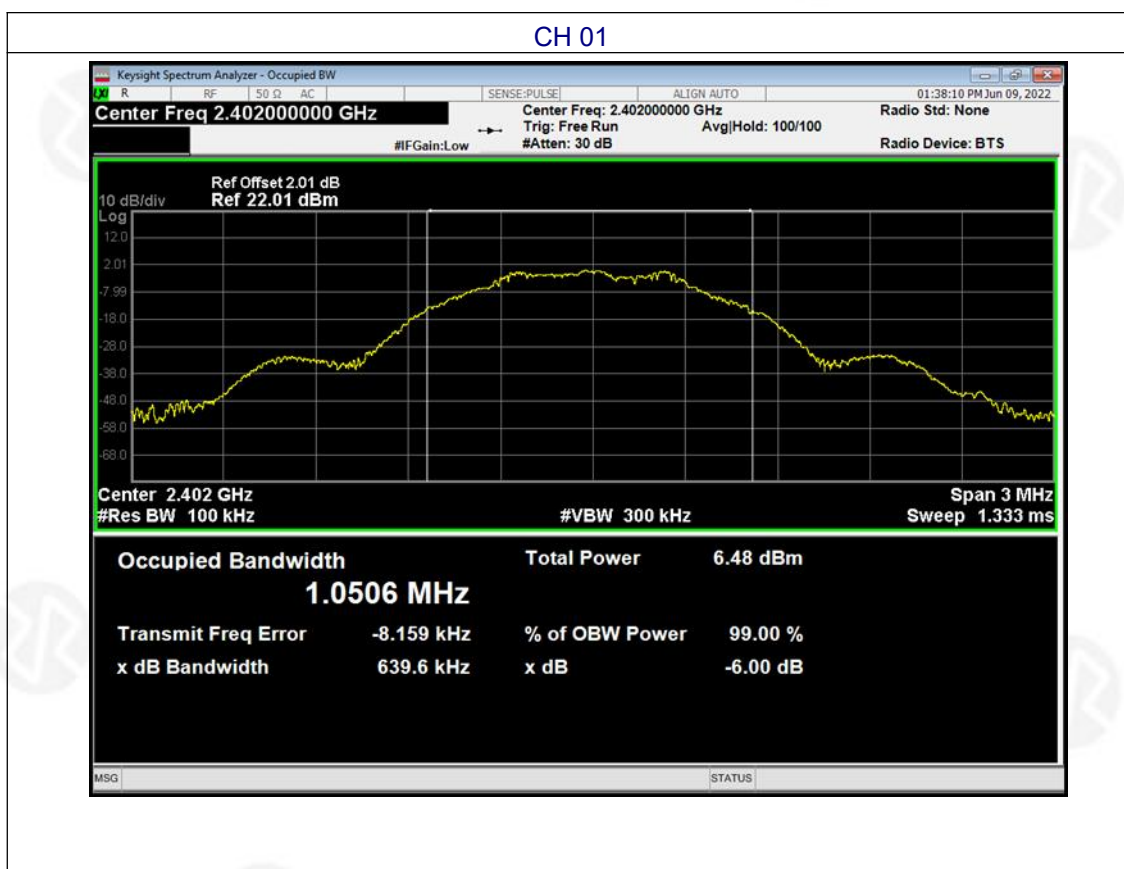 CH 01
Keysight Spectrum Analyzer - Occupied BW
LXI R RF 50 Ω AC SENSE:PULSE ALIGN AUTO 01:38:10 PM Jun 09, 2022
Center Freq 2.402000000 GHz
Center Freq: 2.402000000 GHz
Radio Std: None
Trig: Free Run Avg|Hold: 100/100
#IFGain:Low #Atten: 30 dB Radio Device: BTS
Ref Offset 2.01 dB
10 dB/div Ref 22.01 dBm
Log
12.0
2.01
-7.99
-18.0
-28.0
-38.0
-48.0
-58.0
-68.0
Center 2.402 GHz Span 3 MHz
#Res BW 100 kHz #VBW 300 kHz Sweep 1.333 ms
Occupied Bandwidth Total Power 6.48 dBm
1.0506 MHz
Transmit Freq Error -8.159 kHz % of OBW Power 99.00 %
x dB Bandwidth 639.6 kHz x dB -6.00 dB
MSG STATUS